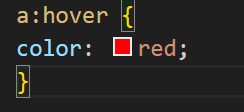 a:hover {
color: red;
}